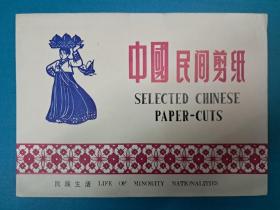 中國民间剪纸
SELECTED CHINESE
PAPER-CUTS
民族生活 LIFE OF MINORITY NATIONALITIES